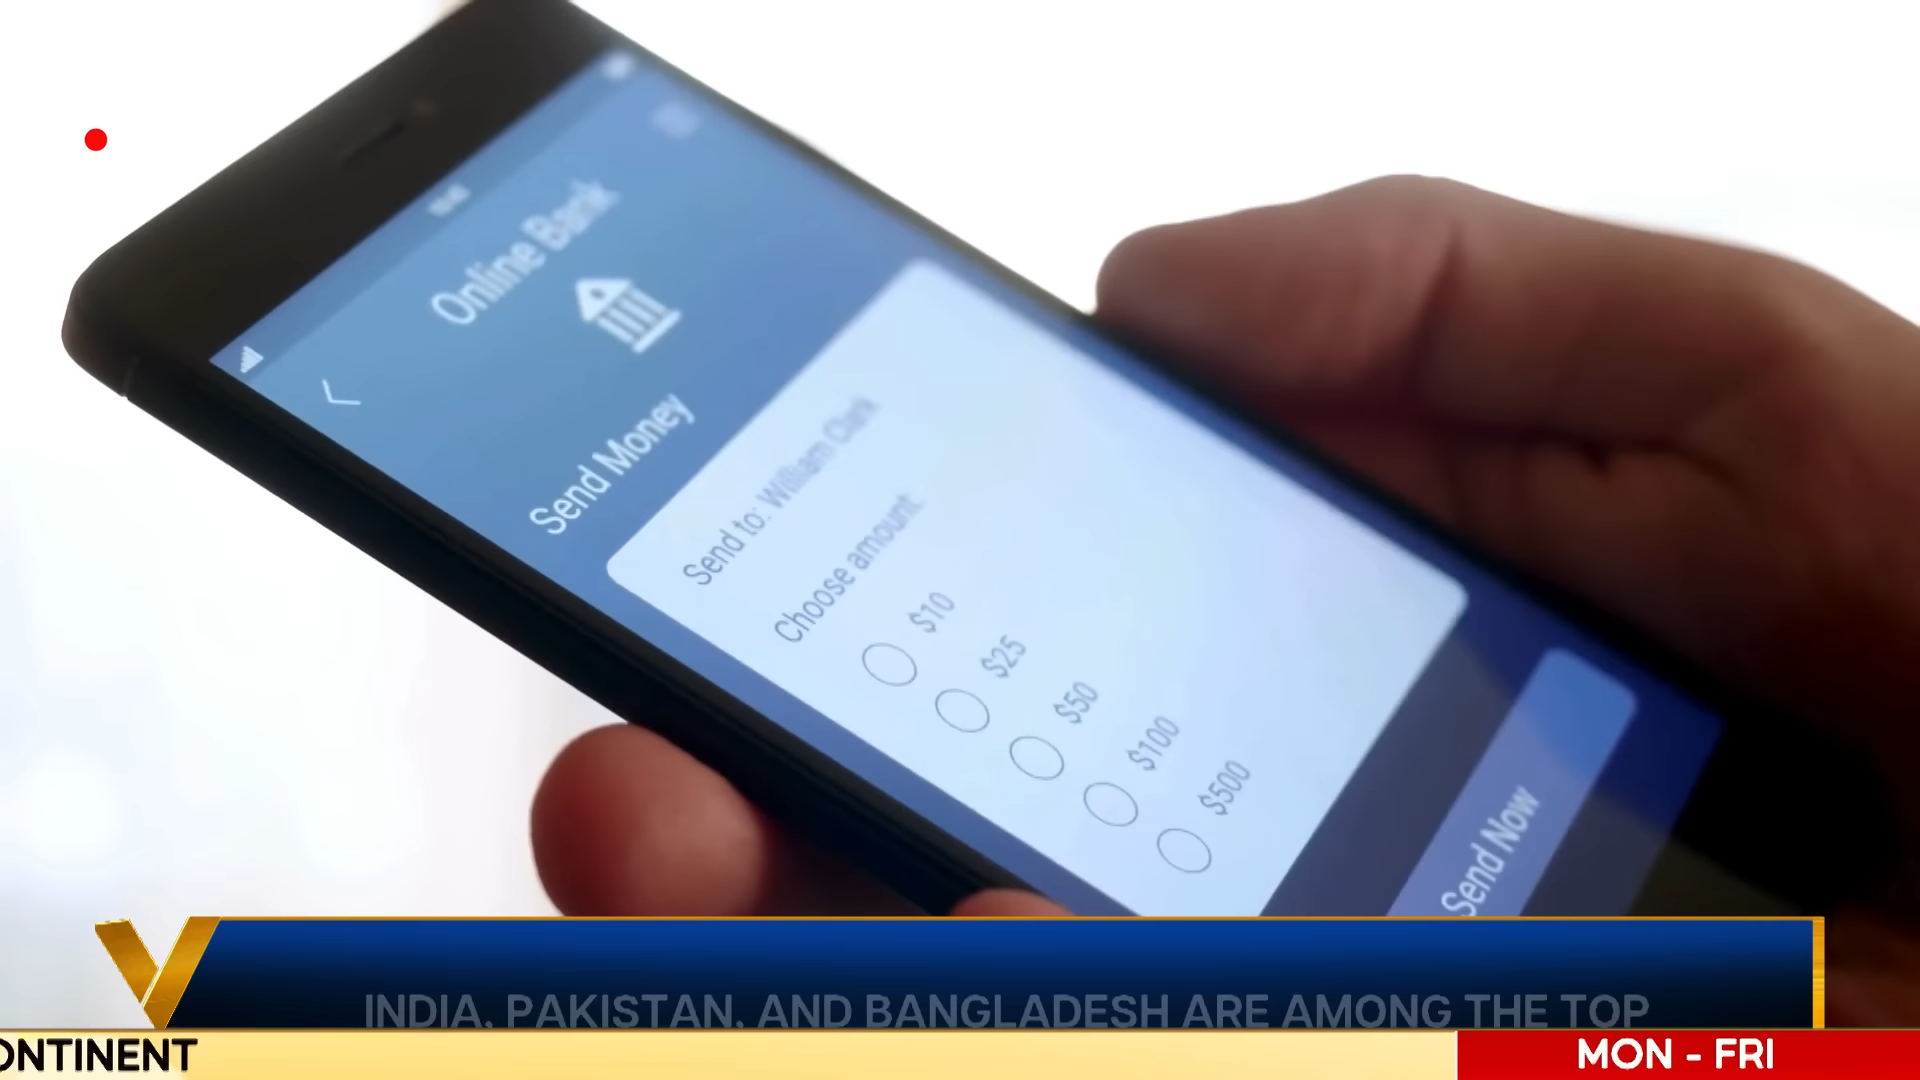 Online Bank
Send Money
Send to: William Clark
Choose amount:
$10
$25
$50
$100
$500
Send Now
INDIA, PAKISTAN, AND BANGLADESH ARE AMONG THE TOP
ONTINENT
MON - FRI